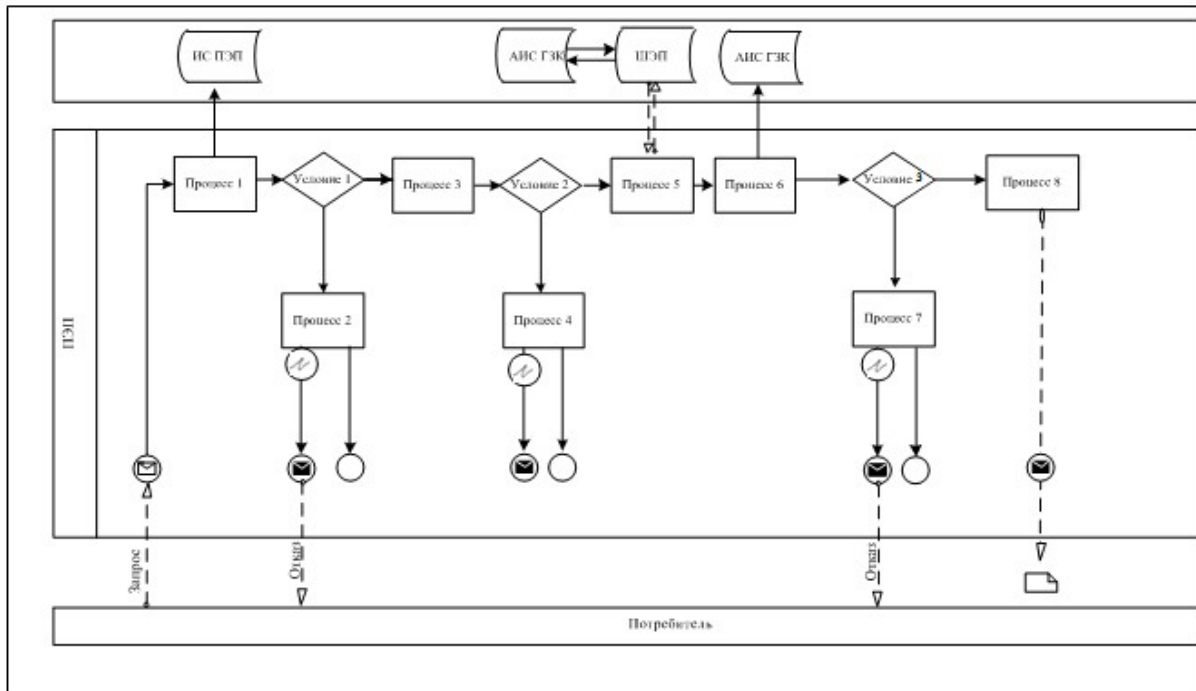 ИС ПЭП
АИС ГЗК
ШЭП
АИС ГЗК
Процесс 1
Условие 1
Процесс 3
Условие 2
Процесс 5
Процесс 6
Условие 3
Процесс 8
Процесс 2
Процесс 4
Процесс 7
ПЭП
Запрос
Отказ
Отказ
Потребитель